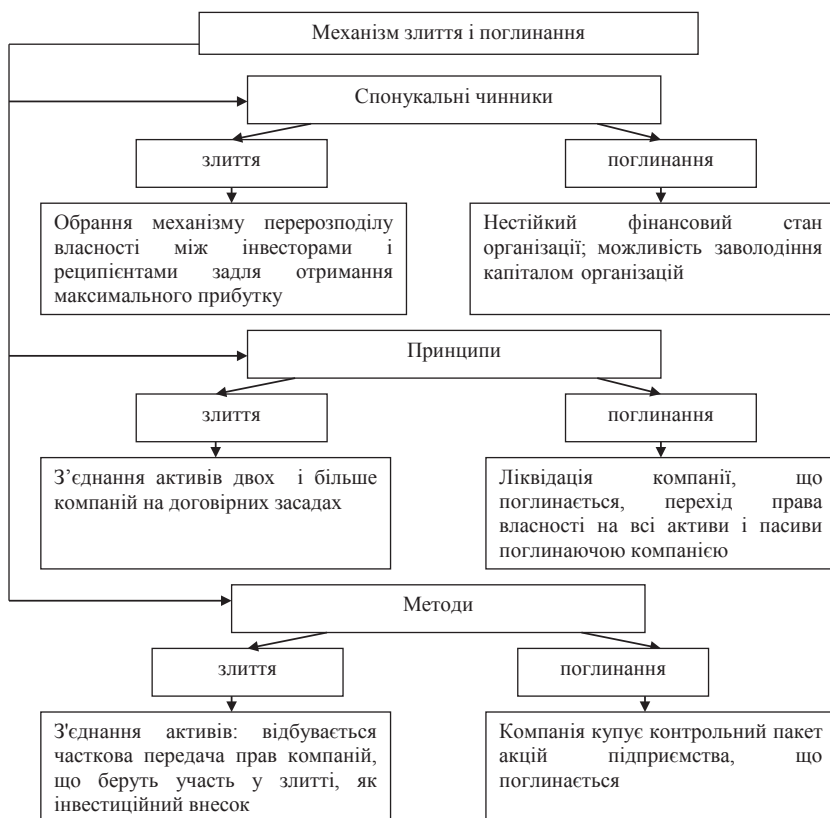 Механізм злиття і поглинання
Спонукальні чинники
злиття
поглинання
Обрання механізму перерозподілу
власності між інвесторами і
реципієнтами задля отримання
максимального прибутку
Нестійкий фінансовий стан
організації; можливість заволодіння
капіталом організацій
Принципи
злиття
поглинання
З’єднання активів двох і більше
компаній на договірних засадах
Ліквідація компанії, що
поглинається, перехід права
власності на всі активи і пасиви
поглинаючою компанією
Методи
злиття
поглинання
З'єднання активів: відбувається
часткова передача прав компаній,
що беруть участь у злитті, як
інвестиційний внесок
Компанія купує контрольний пакет
акцій підприємства, що
поглинається